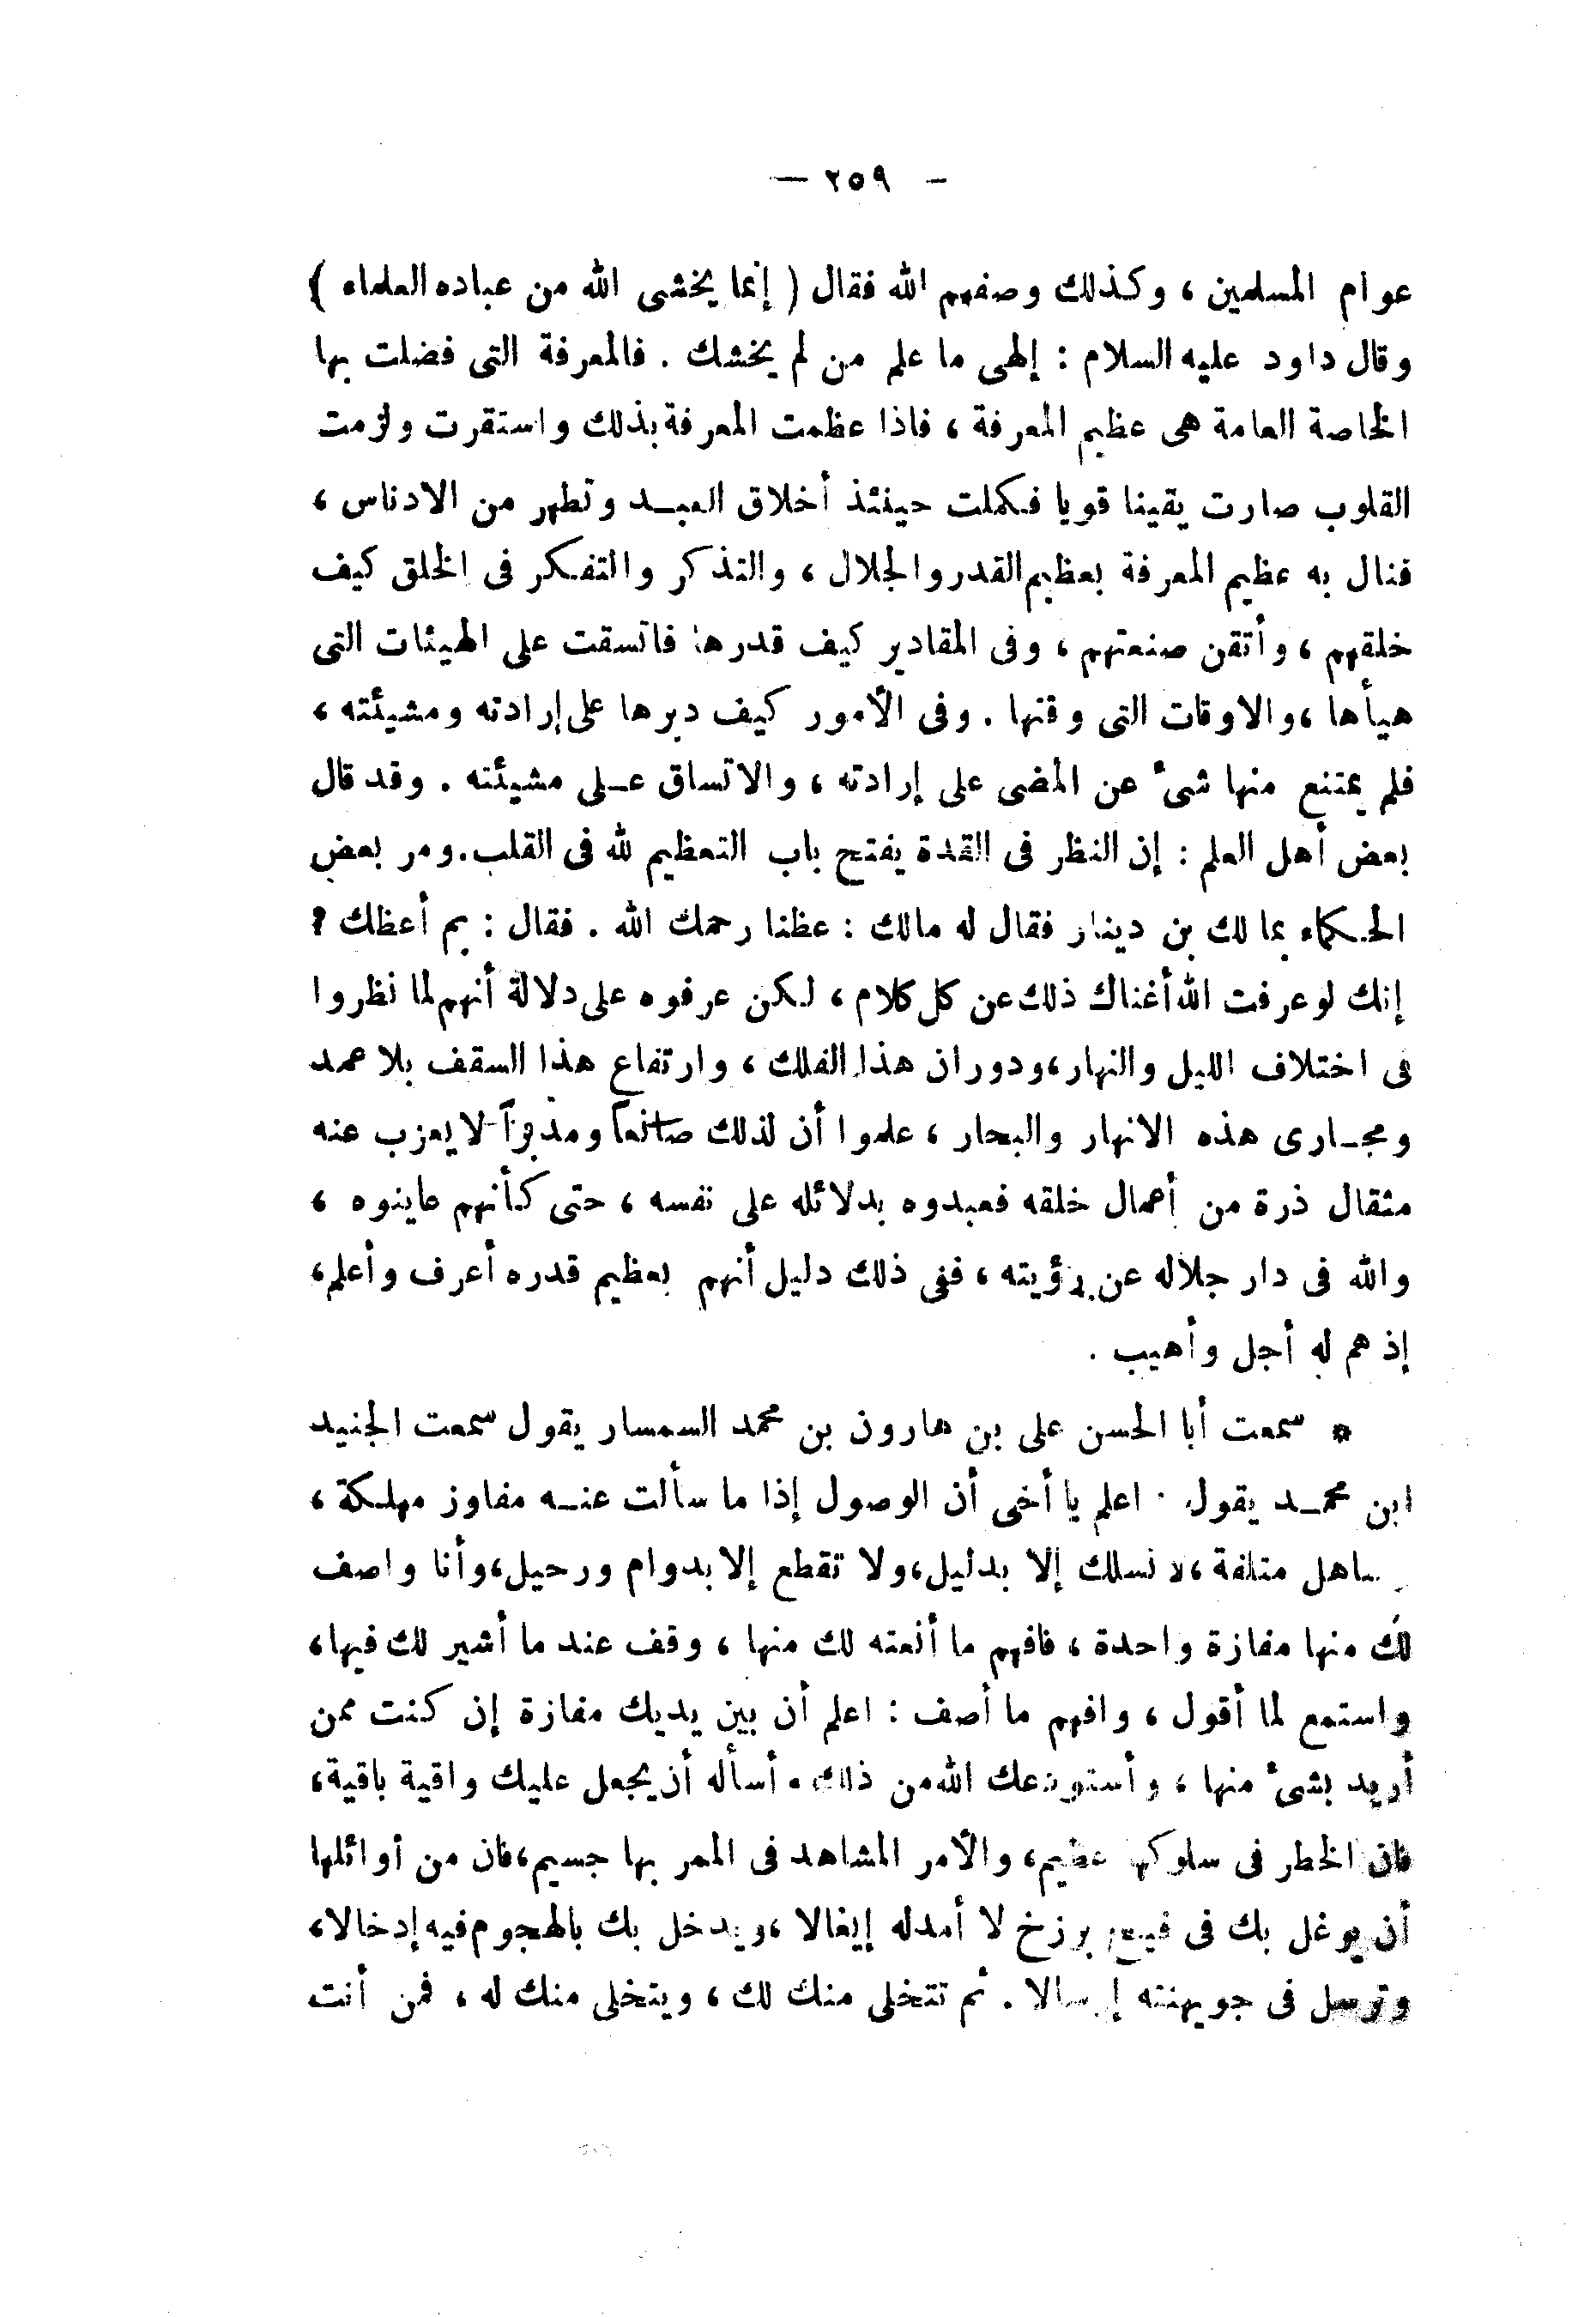 — ٢٥٩ —
عوام المسلمين ، وكذلك وصفهم الله فقال ( إنما يخشى الله من عباده العلماء )
وقال داود عليه السلام : إلهى ما علم من لم يخشك . فالمعرفة التى فضلت بها
الخاصة العامة هى عظيم المعرفة ، فاذا عظمت المعرفة بذلك واستقرت ولزمت
القلوب صارت يقينا قويا فكملت حينئذ أخلاق العبد وتطهر من الادناس ،
فنال به عظيم المعرفة بعظيم القدر والجلال ، والتذكر والتفكر فى الخلق كيف
خلقهم ، وأتقن صنعتهم ، وفى المقادير كيف قدرها فاتسقت على الهيئات التى
هيأها ، والاوقات التى وقتها . وفى الأمور كيف دبرها على إرادته ومشيئته ،
فلم يمتنع منها شىء عن المضى على إرادته ، والاتساق على مشيئته . وقد قال
بعض أهل العلم : إن النظر فى القدة يفتح باب التعظيم لله فى القلب . ومر بعض
الحكماء بمالك بن دينار فقال له مالك : عظنا رحمك الله . فقال : بم أعظك ؟
إنك لو عرفت الله أغناك ذلك عن كل كلام ، لكن عرفوه على دلالة أنهم لما نظروا
فى اختلاف الليل والنهار ، ودوران هذا الفلك ، وارتفاع هذا السقف بلا عمد
ومجارى هذه الانهار والبحار ، علموا أن لذلك صانعاً ومدبراً لا يعزب عنه
مثقال ذرة من أعمال خلقه فعبدوه بدلائله على نفسه ، حتى كأنهم عاينوه ،
والله فى دار جلاله عن رؤيته ، ففى ذلك دليل أنهم بعظيم قدره أعرف وأعلم ،
إذ هم له أجل وأهيب .
* سمعت أبا الحسن على بن هارون بن محمد السمسار يقول سمعت الجنيد
ابن محمد يقول : اعلم يا أخى أن الوصول إذا ما سألت عنه مفاوز مهلكة ،
متلفة ، لا تسلك إلا بدليل ، ولا تقطع إلا بدوام ورحيل ، وأنا واصف
لك منها مفازة واحدة ، فافهم ما أنعته لك منها ، وقف عند ما أشير لك فيها ،
واستمع لما أقول ، وافهم ما أصف : اعلم أن بين يديك مفازة إن كنت ممن
أريد بشىء منها ، وأستودعك الله من ذلك . أسأله أن يجعل عليك واقية باقية ،
فان الخطر فى سلوكها عظيم ، والأمر المشاهد فى الممر بها جسيم ، فان من أوائلها
أن يوغل بك فى فيح برزخ لا أمد له إيغالا ، ويدخل بك بالهجوم فيه إدخالا ،
وترسل فى جويهنته إرسالا . ثم تتخلى منك لك ، ويتخلى منك له ، فمن أنت